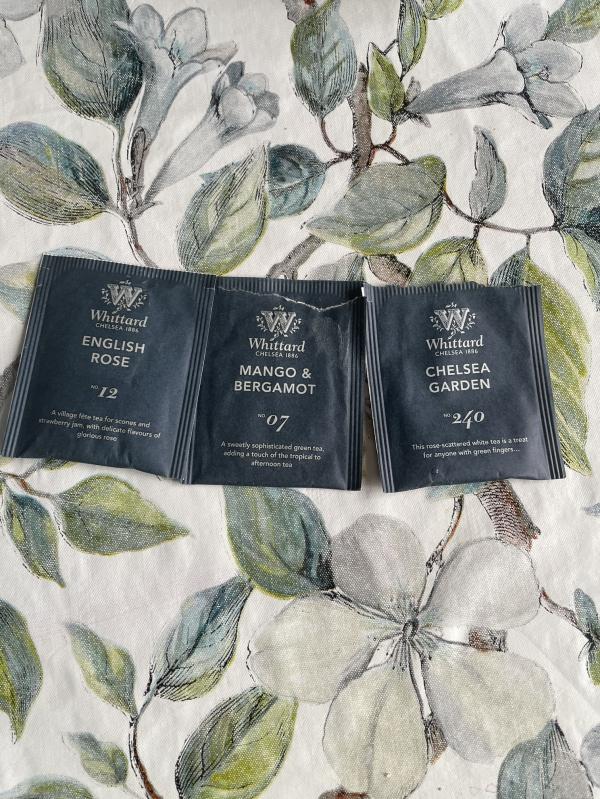 W
Whittard
CHELSEA 1886
ENGLISH
ROSE
NO. 12
A village fête tea for scones and
strawberry jam, with delicate flavours of
glorious rose
W
Whittard
CHELSEA 1886
MANGO &
BERGAMOT
NO. 07
A sweetly sophisticated green tea,
adding a touch of the tropical to
afternoon tea
W
Whittard
CHELSEA 1886
CHELSEA
GARDEN
NO. 240
This rose-scattered white tea is a treat
for anyone with green fingers...